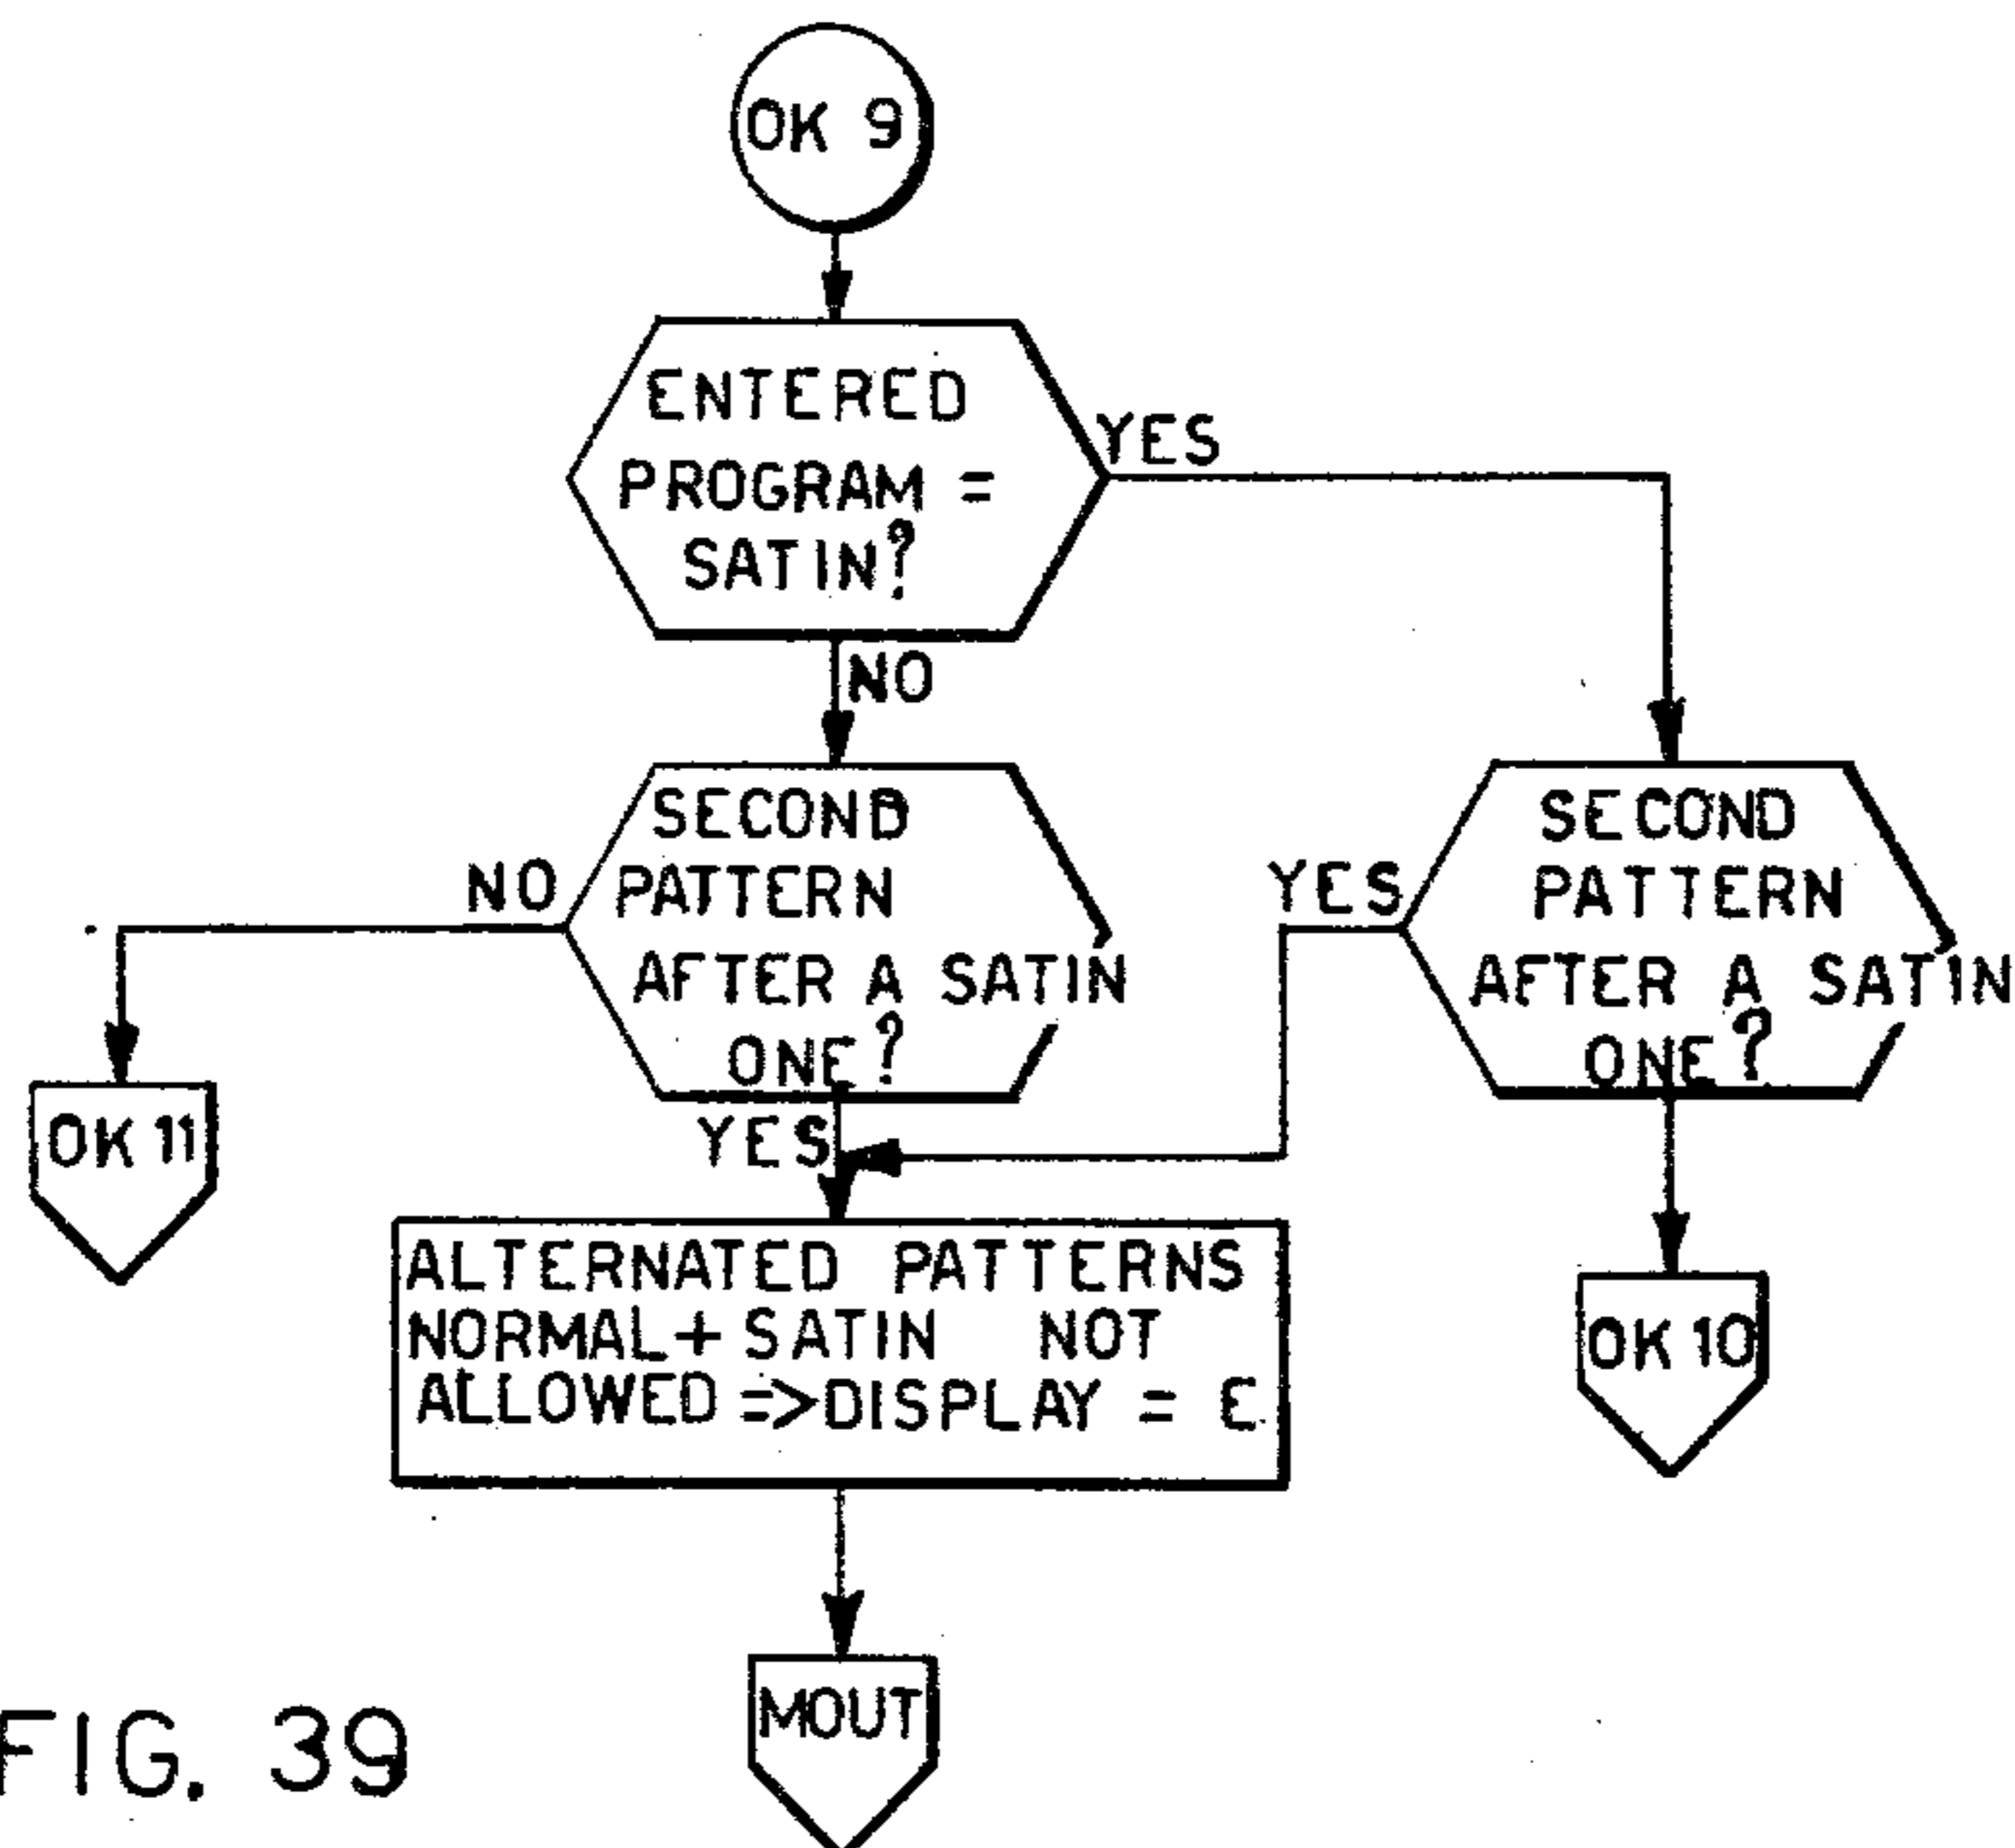 OK 9
ENTERED
PROGRAM =
SATIN?
YES
NO
SECOND
PATTERN
AFTER A SATIN
ONE?
NO
YES
SECOND
PATTERN
AFTER A SATIN
ONE?
YES
OK 11
ALTERNATED PATTERNS
NORMAL + SATIN NOT
ALLOWED => DISPLAY = E
OK 10
MOUT
FIG. 39